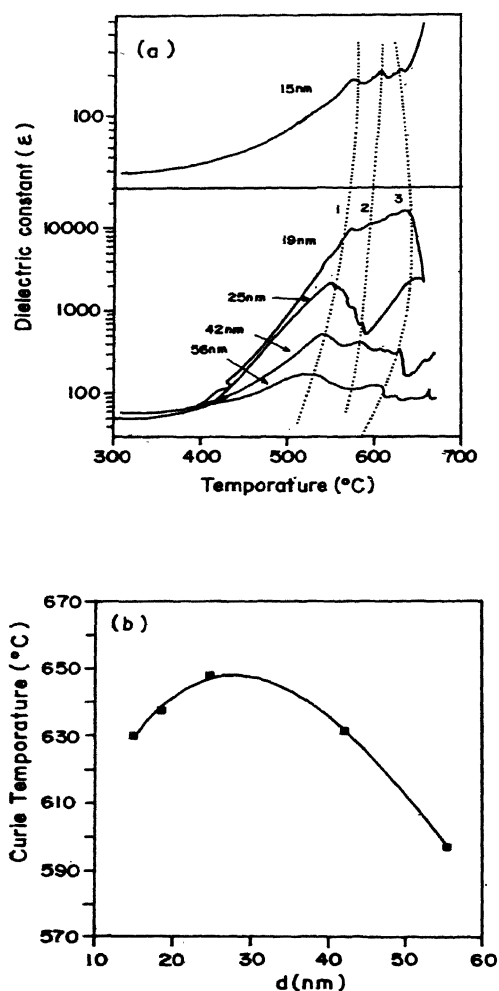 (a)
15nm
100
Dielectric constant (ε)
1 2 3
10000
19nm
25nm
1000
42nm
56nm
100
300 400 500 600 700
Temporature (°C)
670
(b)
650
630
610
590
570
Curie Temperature (°C)
10 20 30 40 50 60
d(nm)